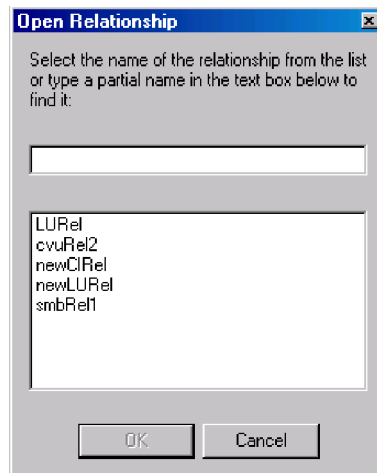 Open Relationship
Select the name of the relationship from the list
or type a partial name in the text box below to
find it:
LURel
cvuRel2
newClRel
newLURel
smbRel1
OK
Cancel